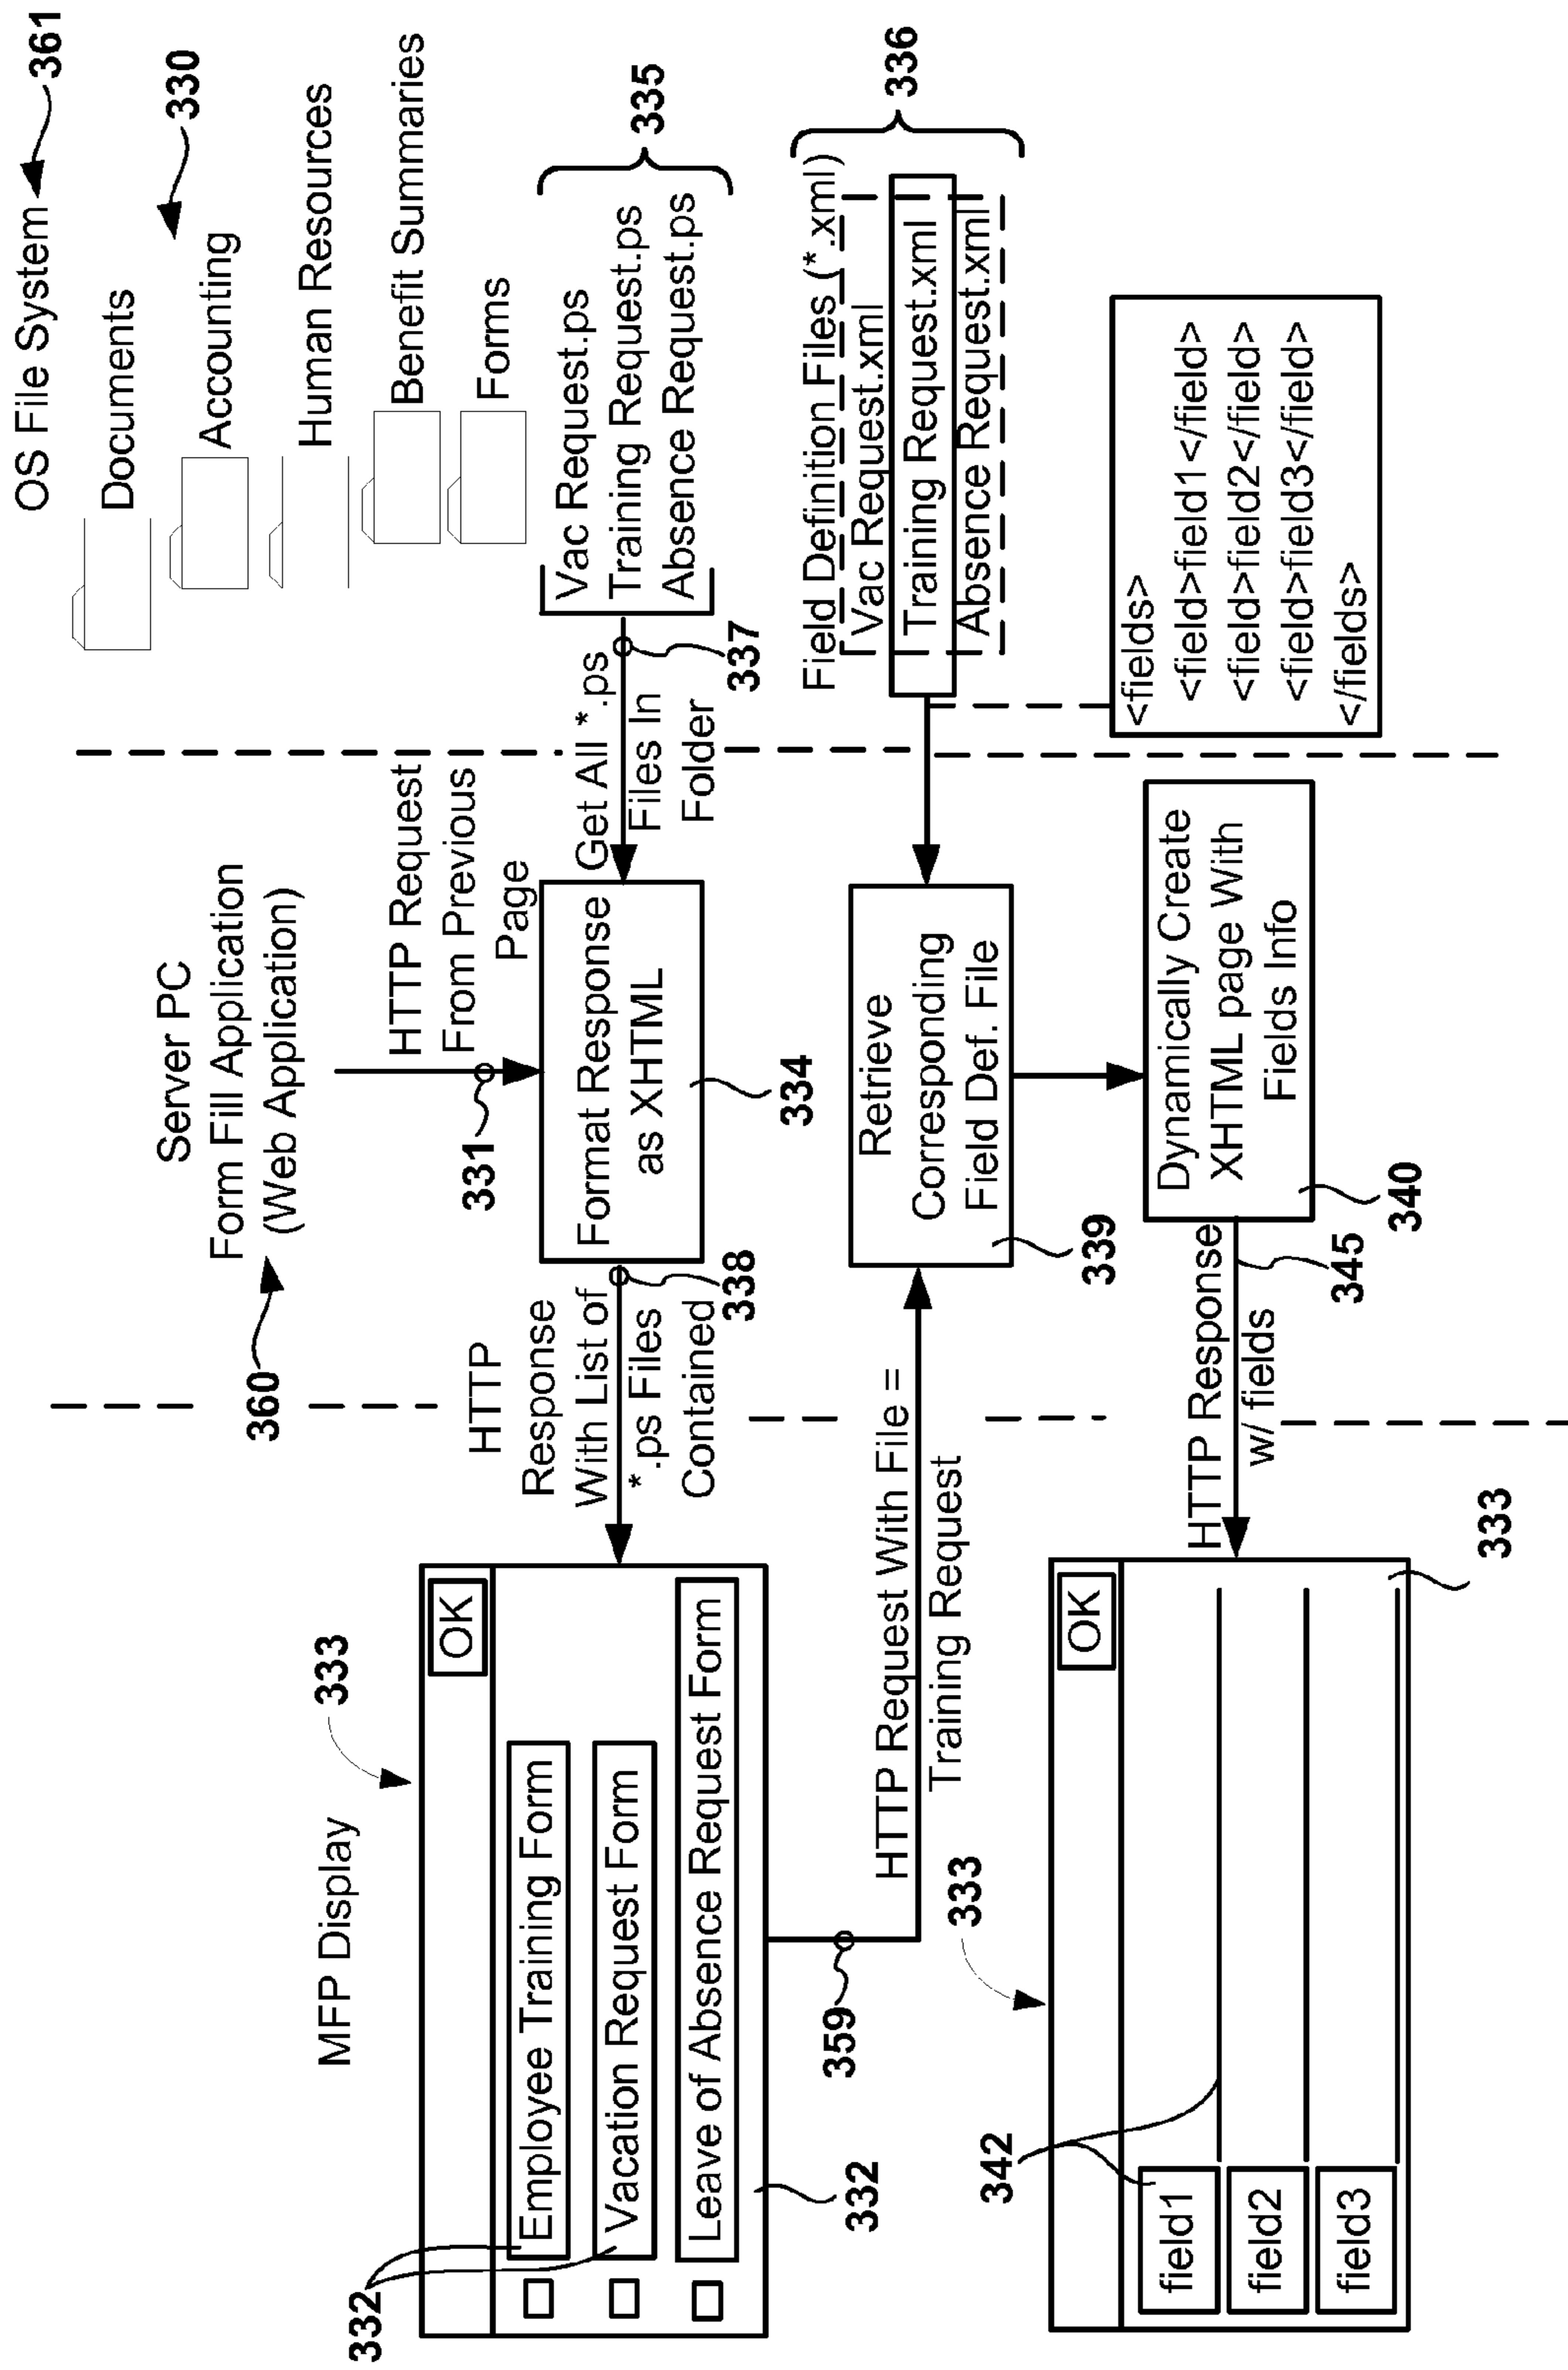 MFP Display
333
OK
Employee Training Form
Vacation Request Form
Leave of Absence Request Form
332
332
359
HTTP Request With File =
Training Request
333
OK
field1
field2
field3
342
333
360
Server PC
Form Fill Application
(Web Application)
HTTP Request
From Previous
Page
331
Format Response
as XHTML
334
HTTP
Response
With List of
*.ps Files
Contained
338
Get All *.ps
Files In
Folder
337
Retrieve
Corresponding
Field Def. File
339
Dynamically Create
XHTML page With
Fields Info
340
HTTP Response
w/ fields
345
OS File System
361
330
Documents
Accounting
Human Resources
Benefit Summaries
Forms
Vac Request.ps
Training Request.ps
Absence Request.ps
335
Field Definition Files (*.xml)
Vac Request.xml
Training Request.xml
Absence Request.xml
336
<fields>
<field>field1</field>
<field>field2</field>
<field>field3</field>
</fields>